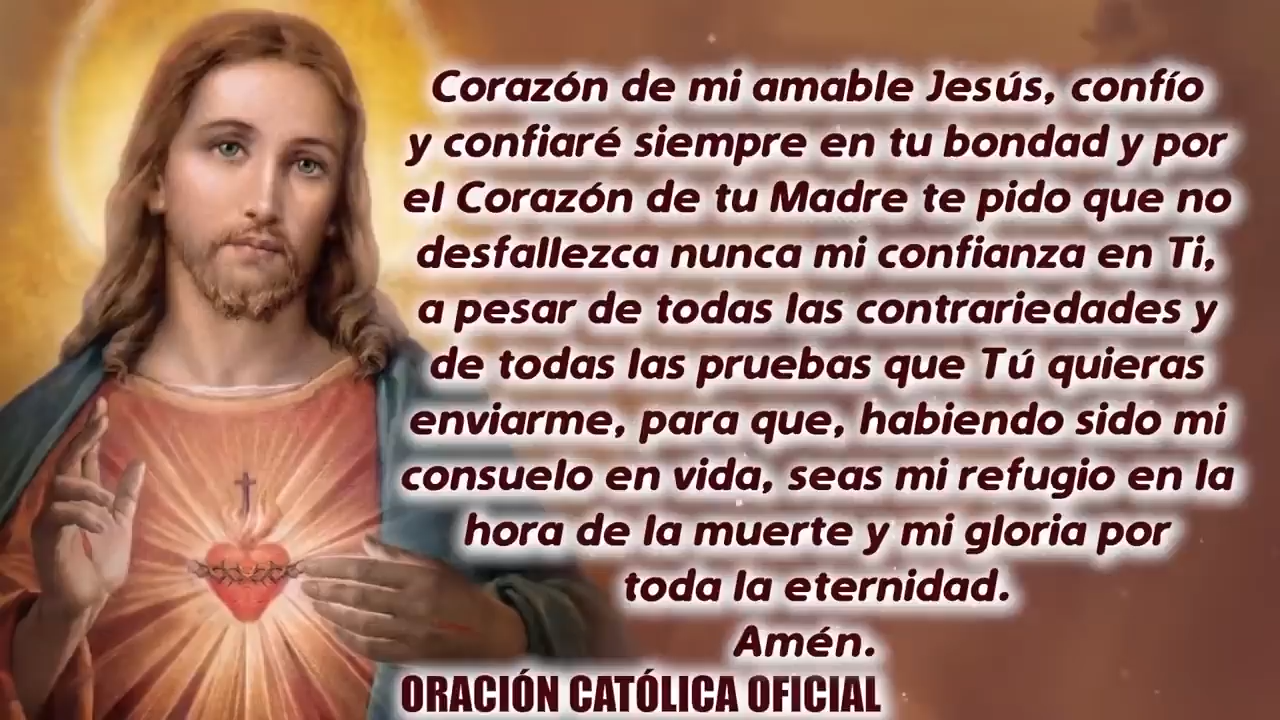 Corazón de mi amable Jesús, confío
y confiaré siempre en tu bondad y por
el Corazón de tu Madre te pido que no
desfallezca nunca mi confianza en Ti,
a pesar de todas las contrariedades y
de todas las pruebas que Tú quieras
enviarme, para que, habiendo sido mi
consuelo en vida, seas mi refugio en la
hora de la muerte y mi gloria por
toda la eternidad.
Amén.
ORACIÓN CATÓLICA OFICIAL